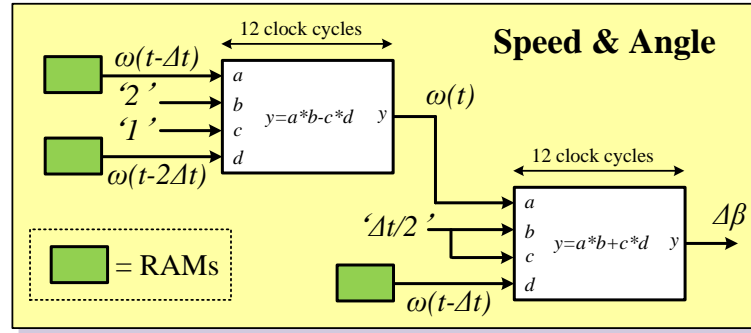 12 clock cycles
Speed & Angle
ω(t-Δt)
a
‘2’
b
y=a*b-c*d
y
ω(t)
‘1’
c
d
ω(t-2Δt)
12 clock cycles
a
‘Δt/2’
b
y=a*b+c*d
y
Δβ
c
= RAMs
d
ω(t-Δt)